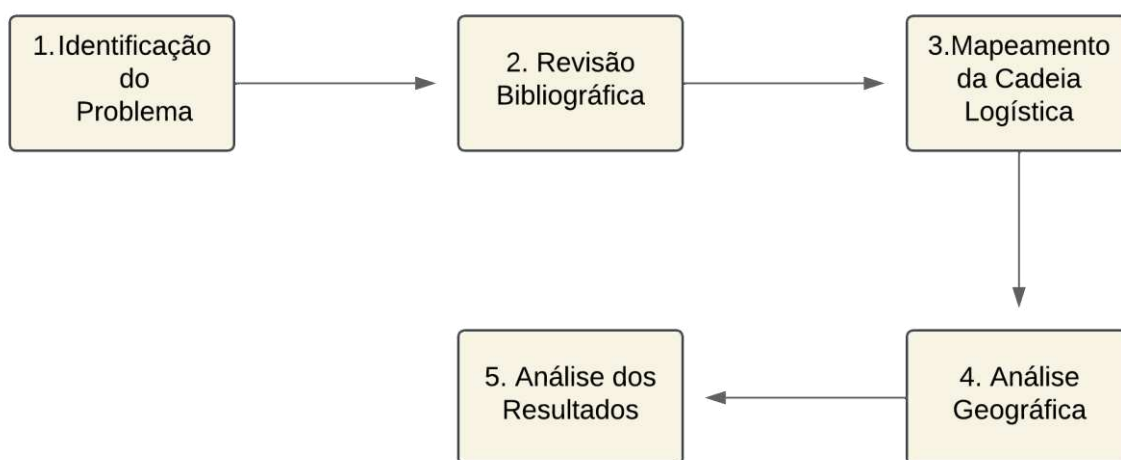 1.Identificação
do
Problema
2. Revisão
Bibliográfica
3.Mapeamento
da Cadeia
Logística
4. Análise
Geográfica
5. Análise dos
Resultados